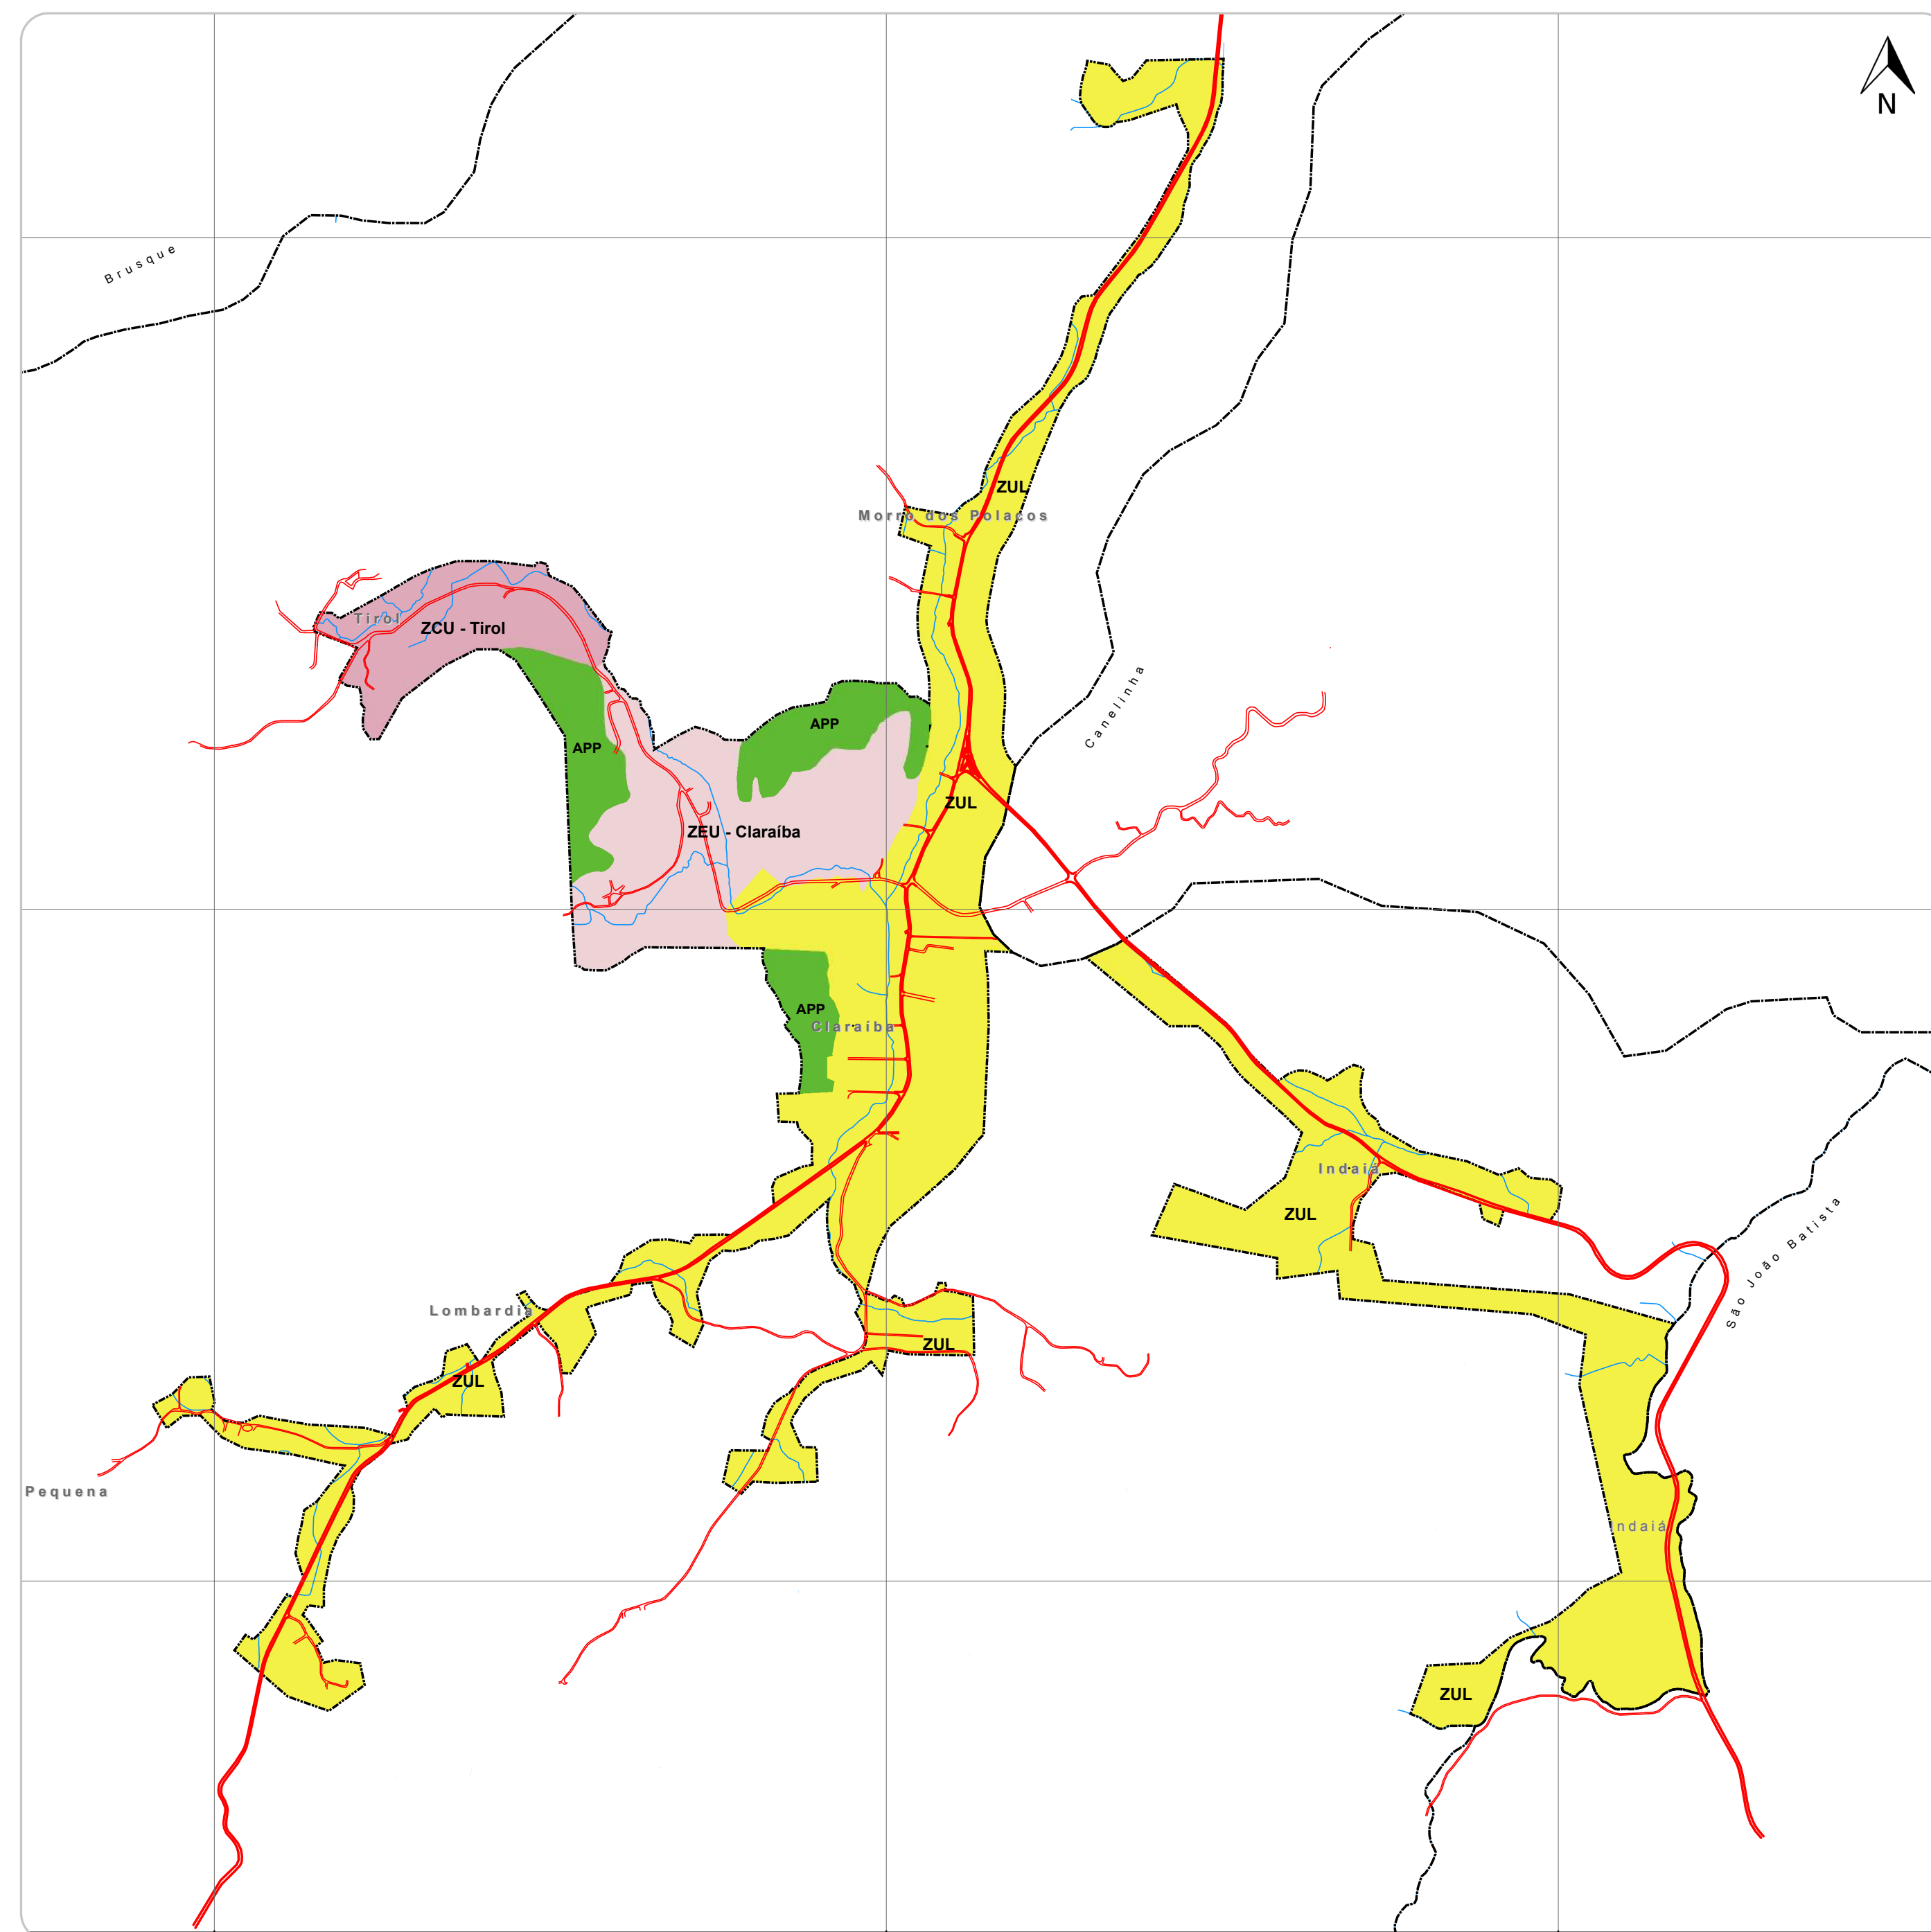 N
Brusque
ZUL
Morro dos Polacos
Tirol
ZCU - Tirol
Canelinha
APP
APP
ZUL
ZEU - Claraíba
APP
Claraiba
Indaiá
ZUL
São João Batista
Lombardia
ZUL
ZUL
Pequena
Indaiá
ZUL